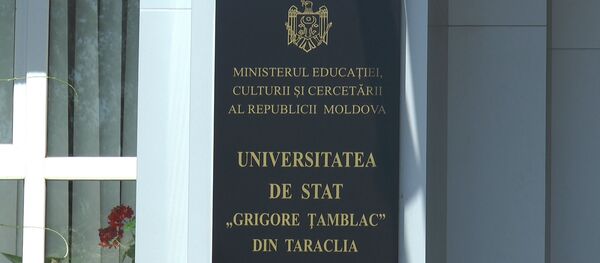 MINISTERUL EDUCAȚIEI,
CULTURII ȘI CERCETĂRII
AL REPUBLICII MOLDOVA
UNIVERSITATEA
DE STAT
„GRIGORE ȚAMBLAC”
DIN TARACLIA